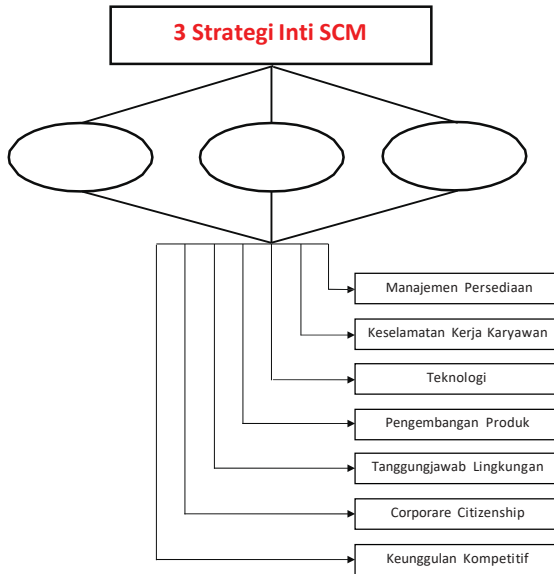 3 Strategi Inti SCM
Manajemen Persediaan
Keselamatan Kerja Karyawan
Teknologi
Pengembangan Produk
Tanggungjawab Lingkungan
Corporare Citizenship
Keunggulan Kompetitif